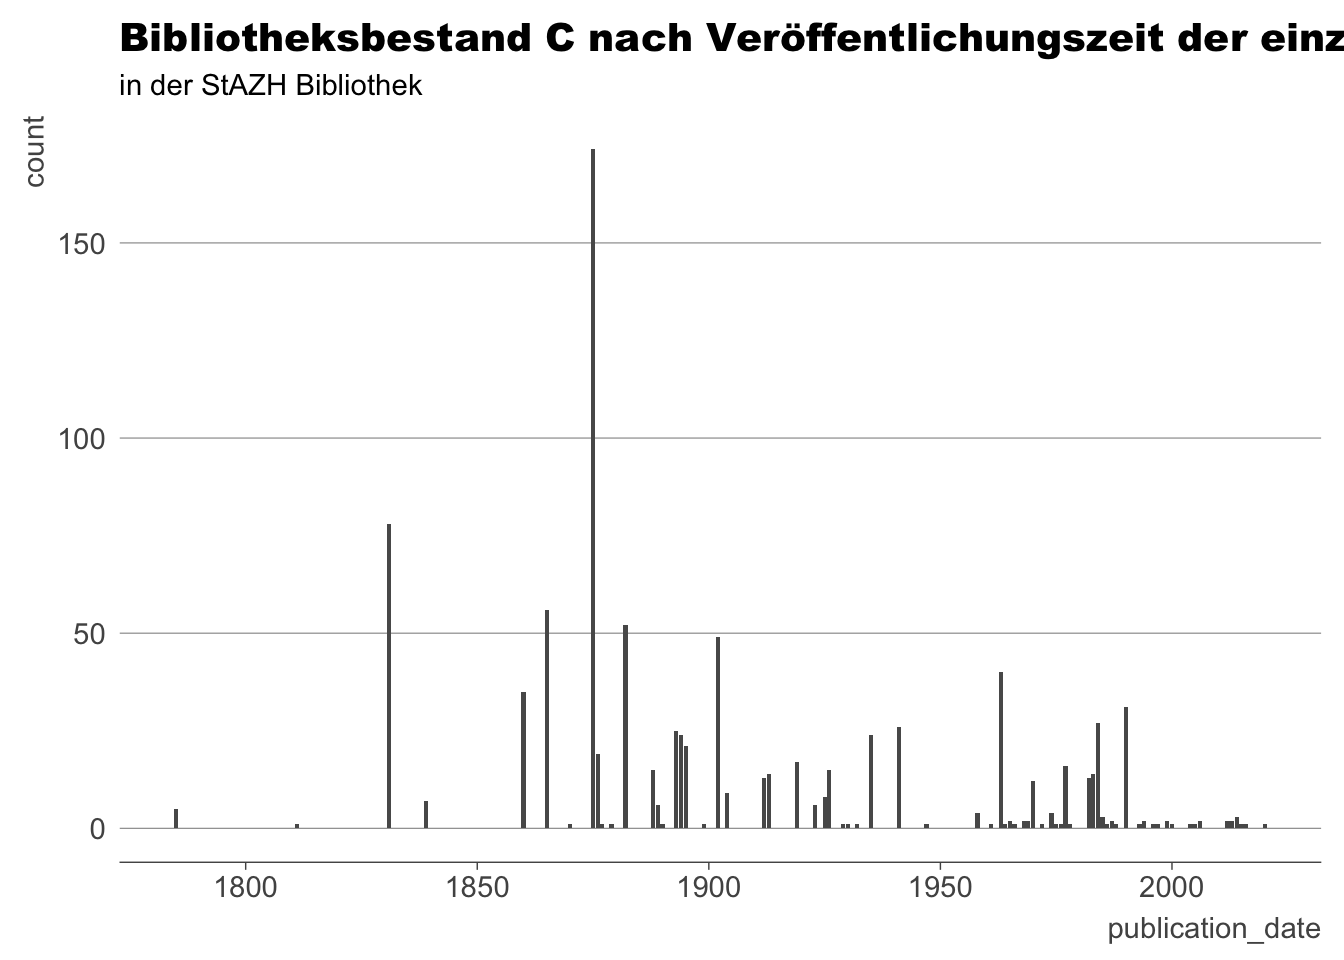 Bibliotheksbestand C nach Veröffentlichungszeit der einz
in der StAZH Bibliothek
count
150
100
50
0
1800 1850 1900 1950 2000
publication_date